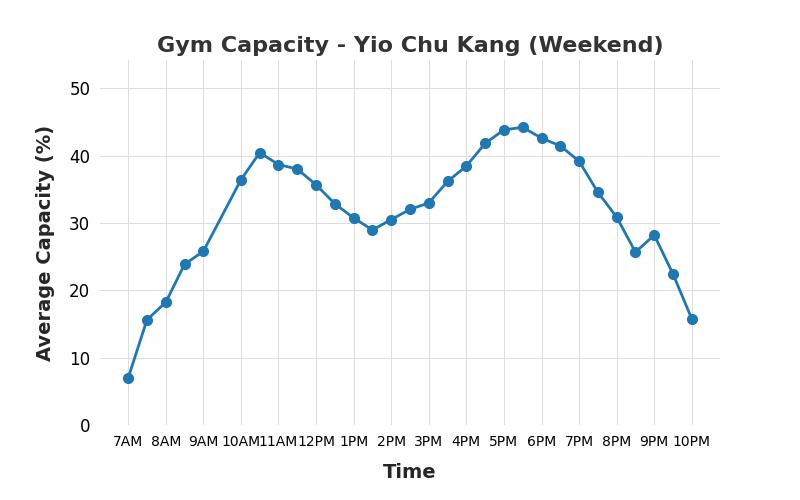 Gym Capacity - Yio Chu Kang (Weekend)
Average Capacity (%)
50
40
30
20
10
0
7AM 8AM 9AM 10AM 11AM 12PM 1PM 2PM 3PM 4PM 5PM 6PM 7PM 8PM 9PM 10PM
Time